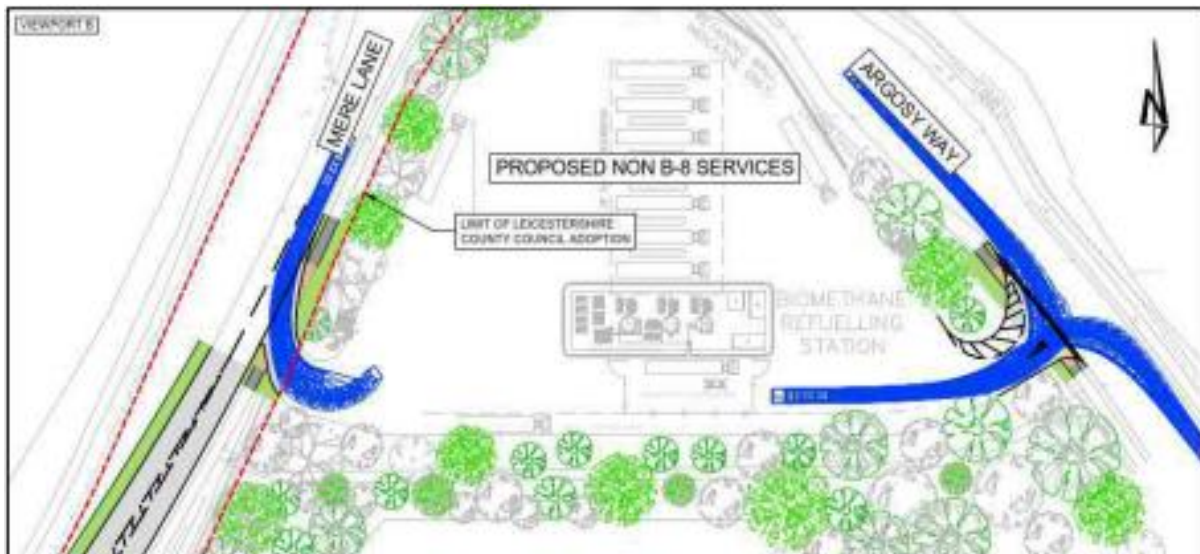 VIEWPORT B
MERE LANE
ARGOSY WAY
N
PROPOSED NON B-8 SERVICES
LIMIT OF LEICESTERSHIRE
COUNTY COUNCIL ADOPTION
BIOMETHANE
REFUELLING
STATION